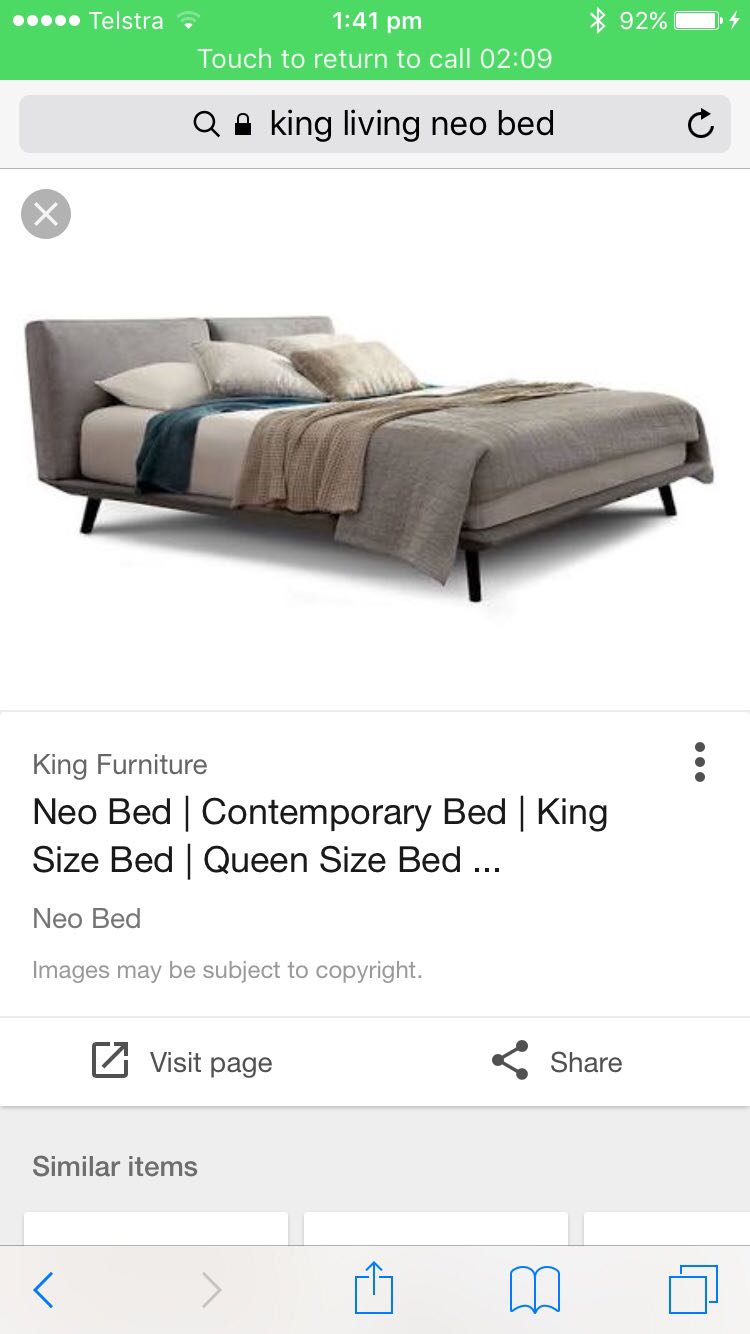 Telstra 1:41 pm 92%
Touch to return to call 02:09
king living neo bed
King Furniture
Neo Bed | Contemporary Bed | King
Size Bed | Queen Size Bed ...
Neo Bed
Images may be subject to copyright.
Visit page Share
Similar items